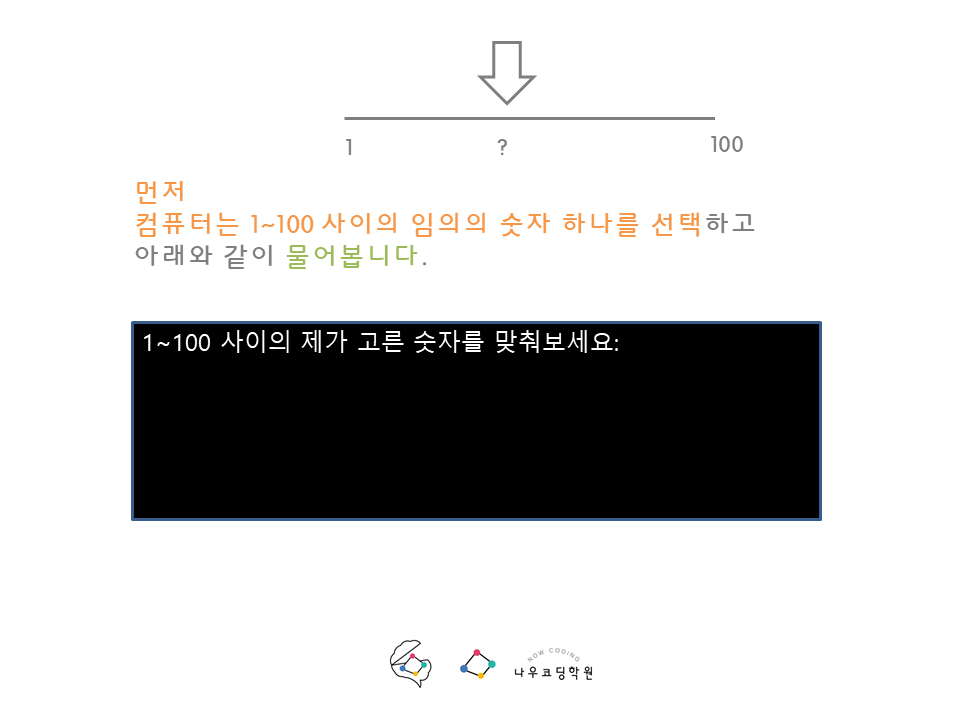 1
?
100
먼저
컴퓨터는 1~100 사이의 임의의 숫자 하나를 선택하고
아래와 같이 물어봅니다.
1~100 사이의 제가 고른 숫자를 맞춰보세요:
NOW CODING
나우코딩학원